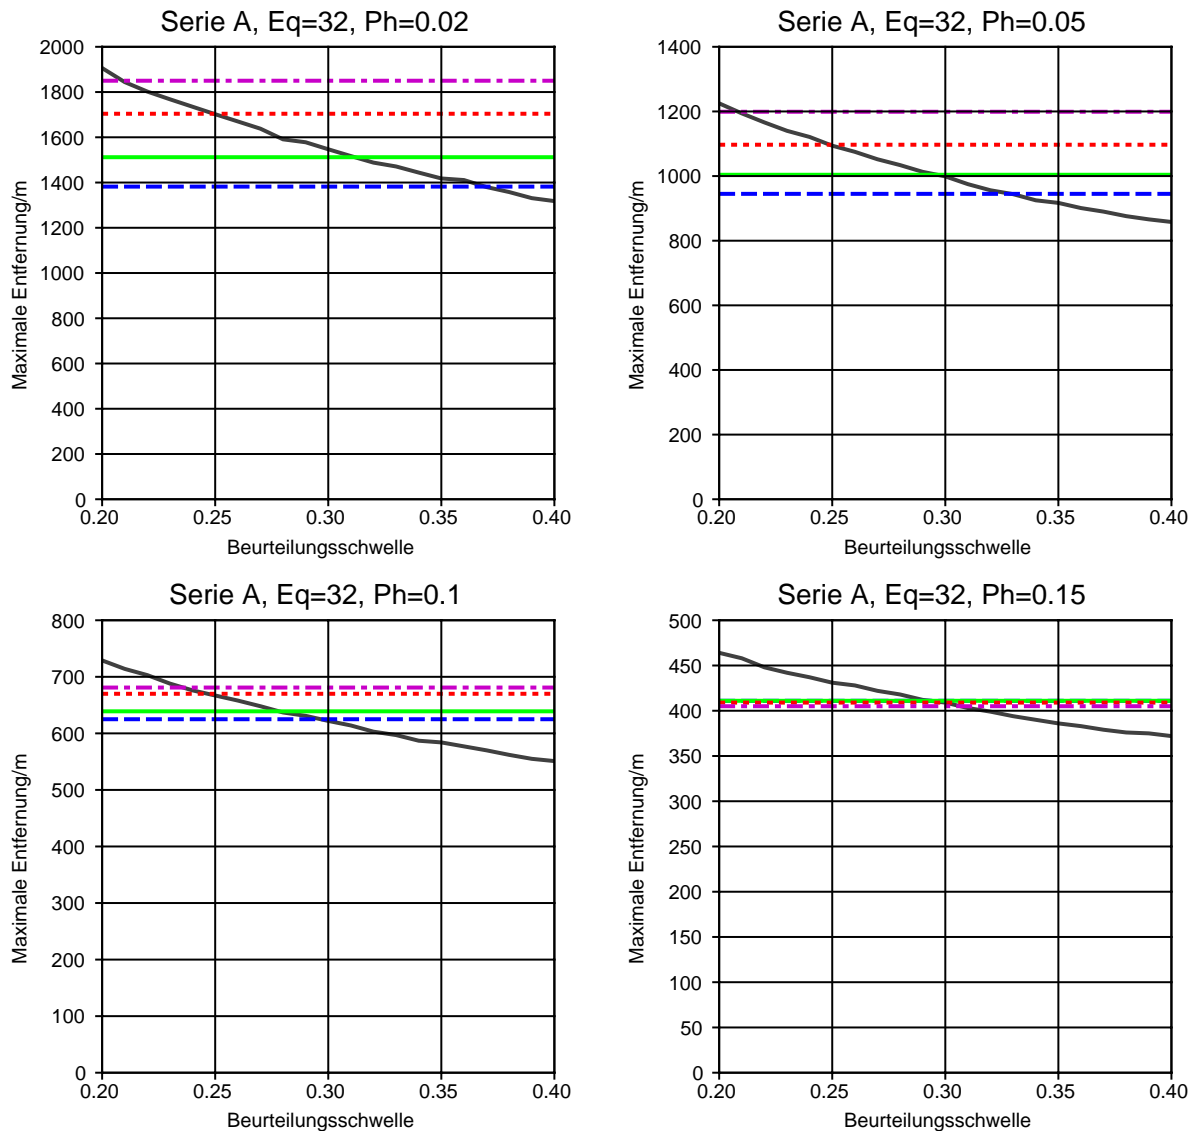 Serie A, Eq=32, Ph=0.02
Maximale Entfernung/m
2000
1800
1600
1400
1200
1000
800
600
400
200
0
0.20 0.25 0.30 0.35 0.40
Beurteilungsschwelle
Serie A, Eq=32, Ph=0.05
Maximale Entfernung/m
1400
1200
1000
800
600
400
200
0
0.20 0.25 0.30 0.35 0.40
Beurteilungsschwelle
Serie A, Eq=32, Ph=0.1
Maximale Entfernung/m
800
700
600
500
400
300
200
100
0
0.20 0.25 0.30 0.35 0.40
Beurteilungsschwelle
Serie A, Eq=32, Ph=0.15
Maximale Entfernung/m
500
450
400
350
300
250
200
150
100
50
0
0.20 0.25 0.30 0.35 0.40
Beurteilungsschwelle